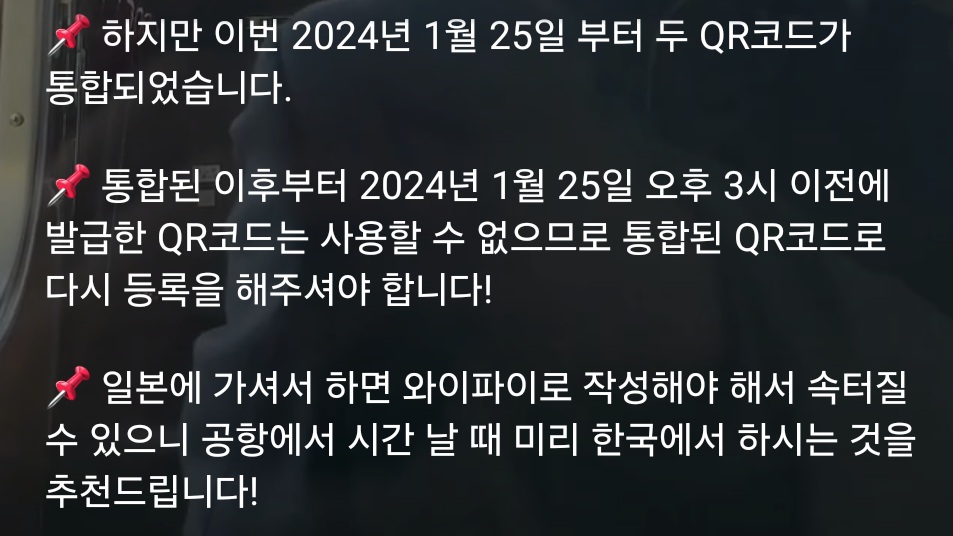 📌 하지만 이번 2024년 1월 25일 부터 두 QR코드가
통합되었습니다.
📌 통합된 이후부터 2024년 1월 25일 오후 3시 이전에
발급한 QR코드는 사용할 수 없으므로 통합된 QR코드로
다시 등록을 해주셔야 합니다!
📌 일본에 가셔서 하면 와이파이로 작성해야 해서 속터질
수 있으니 공항에서 시간 날 때 미리 한국에서 하시는 것을
추천드립니다!